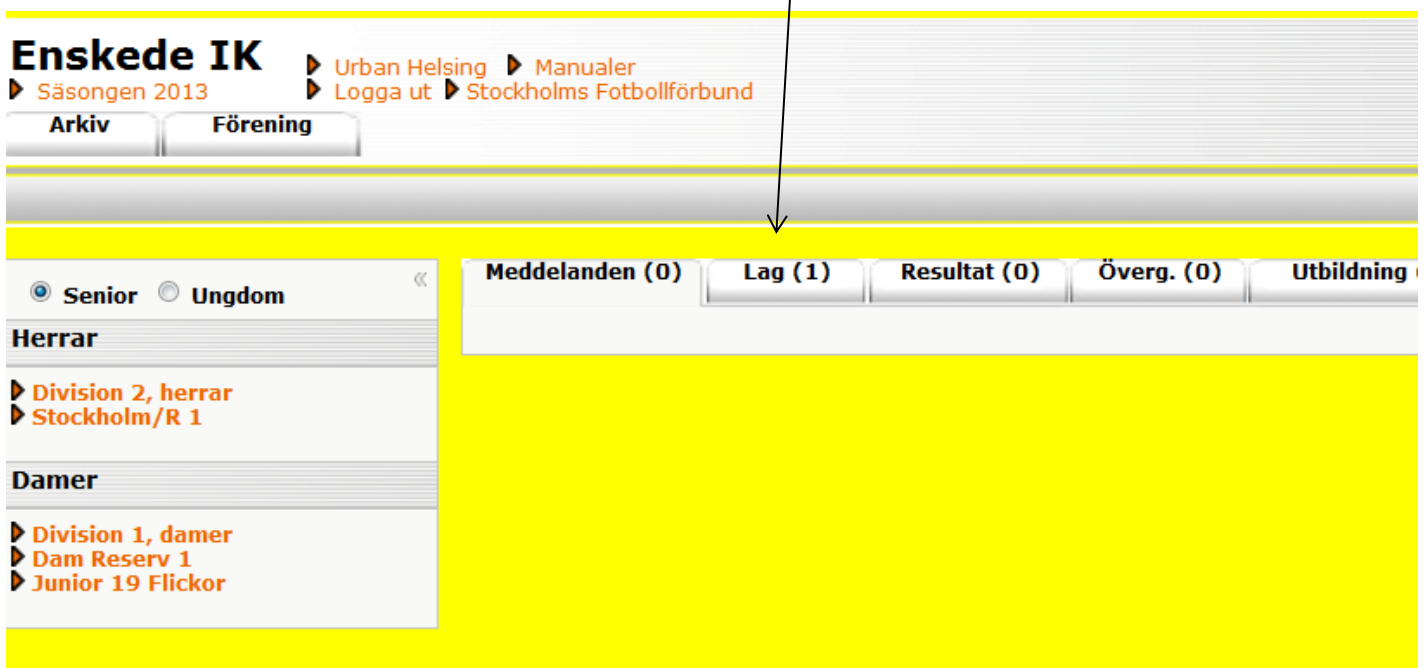 Enskede IK
Urban Helsing Manualer
Säsongen 2013 Logga ut Stockholms Fotbollförbund
Arkiv Förening
Senior Ungdom
Herrar
Division 2, herrar
Stockholm/R 1
Damer
Division 1, damer
Dam Reserv 1
Junior 19 Flickor
Meddelanden (0) Lag (1) Resultat (0) Överg. (0) Utbildning